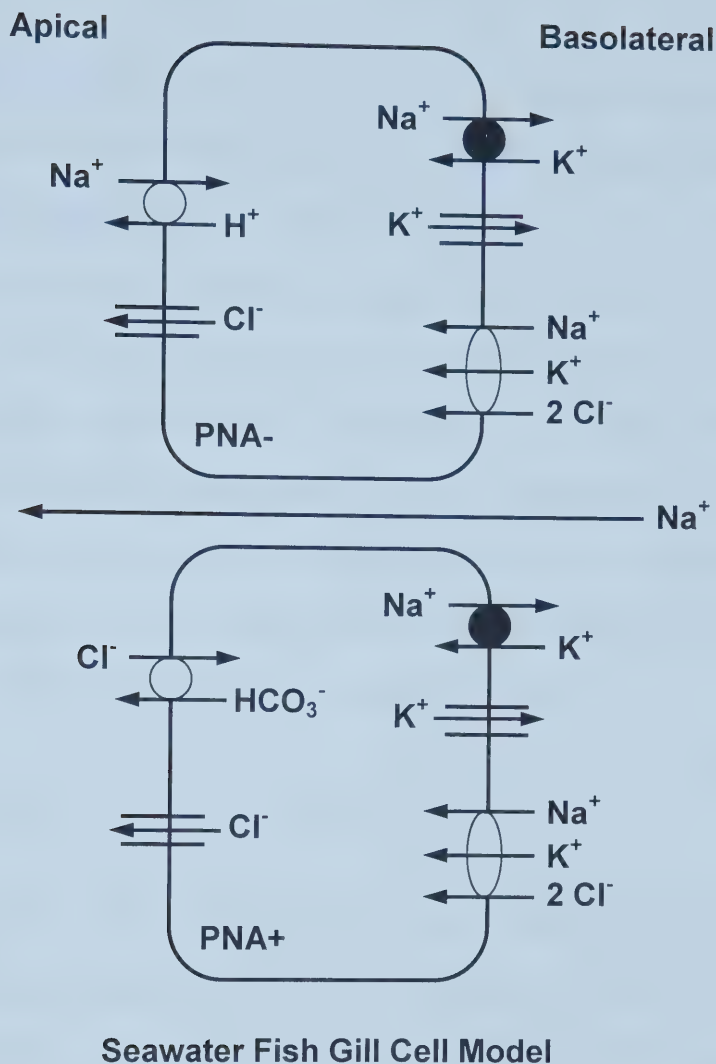 Apical
Basolateral
Na⁺
K⁺
Na⁺
H⁺
K⁺
Cl⁻
Na⁺
K⁺
2 Cl⁻
PNA-
Na⁺
Na⁺
K⁺
Cl⁻
HCO₃⁻
K⁺
Cl⁻
Na⁺
K⁺
2 Cl⁻
PNA+
Seawater Fish Gill Cell Model